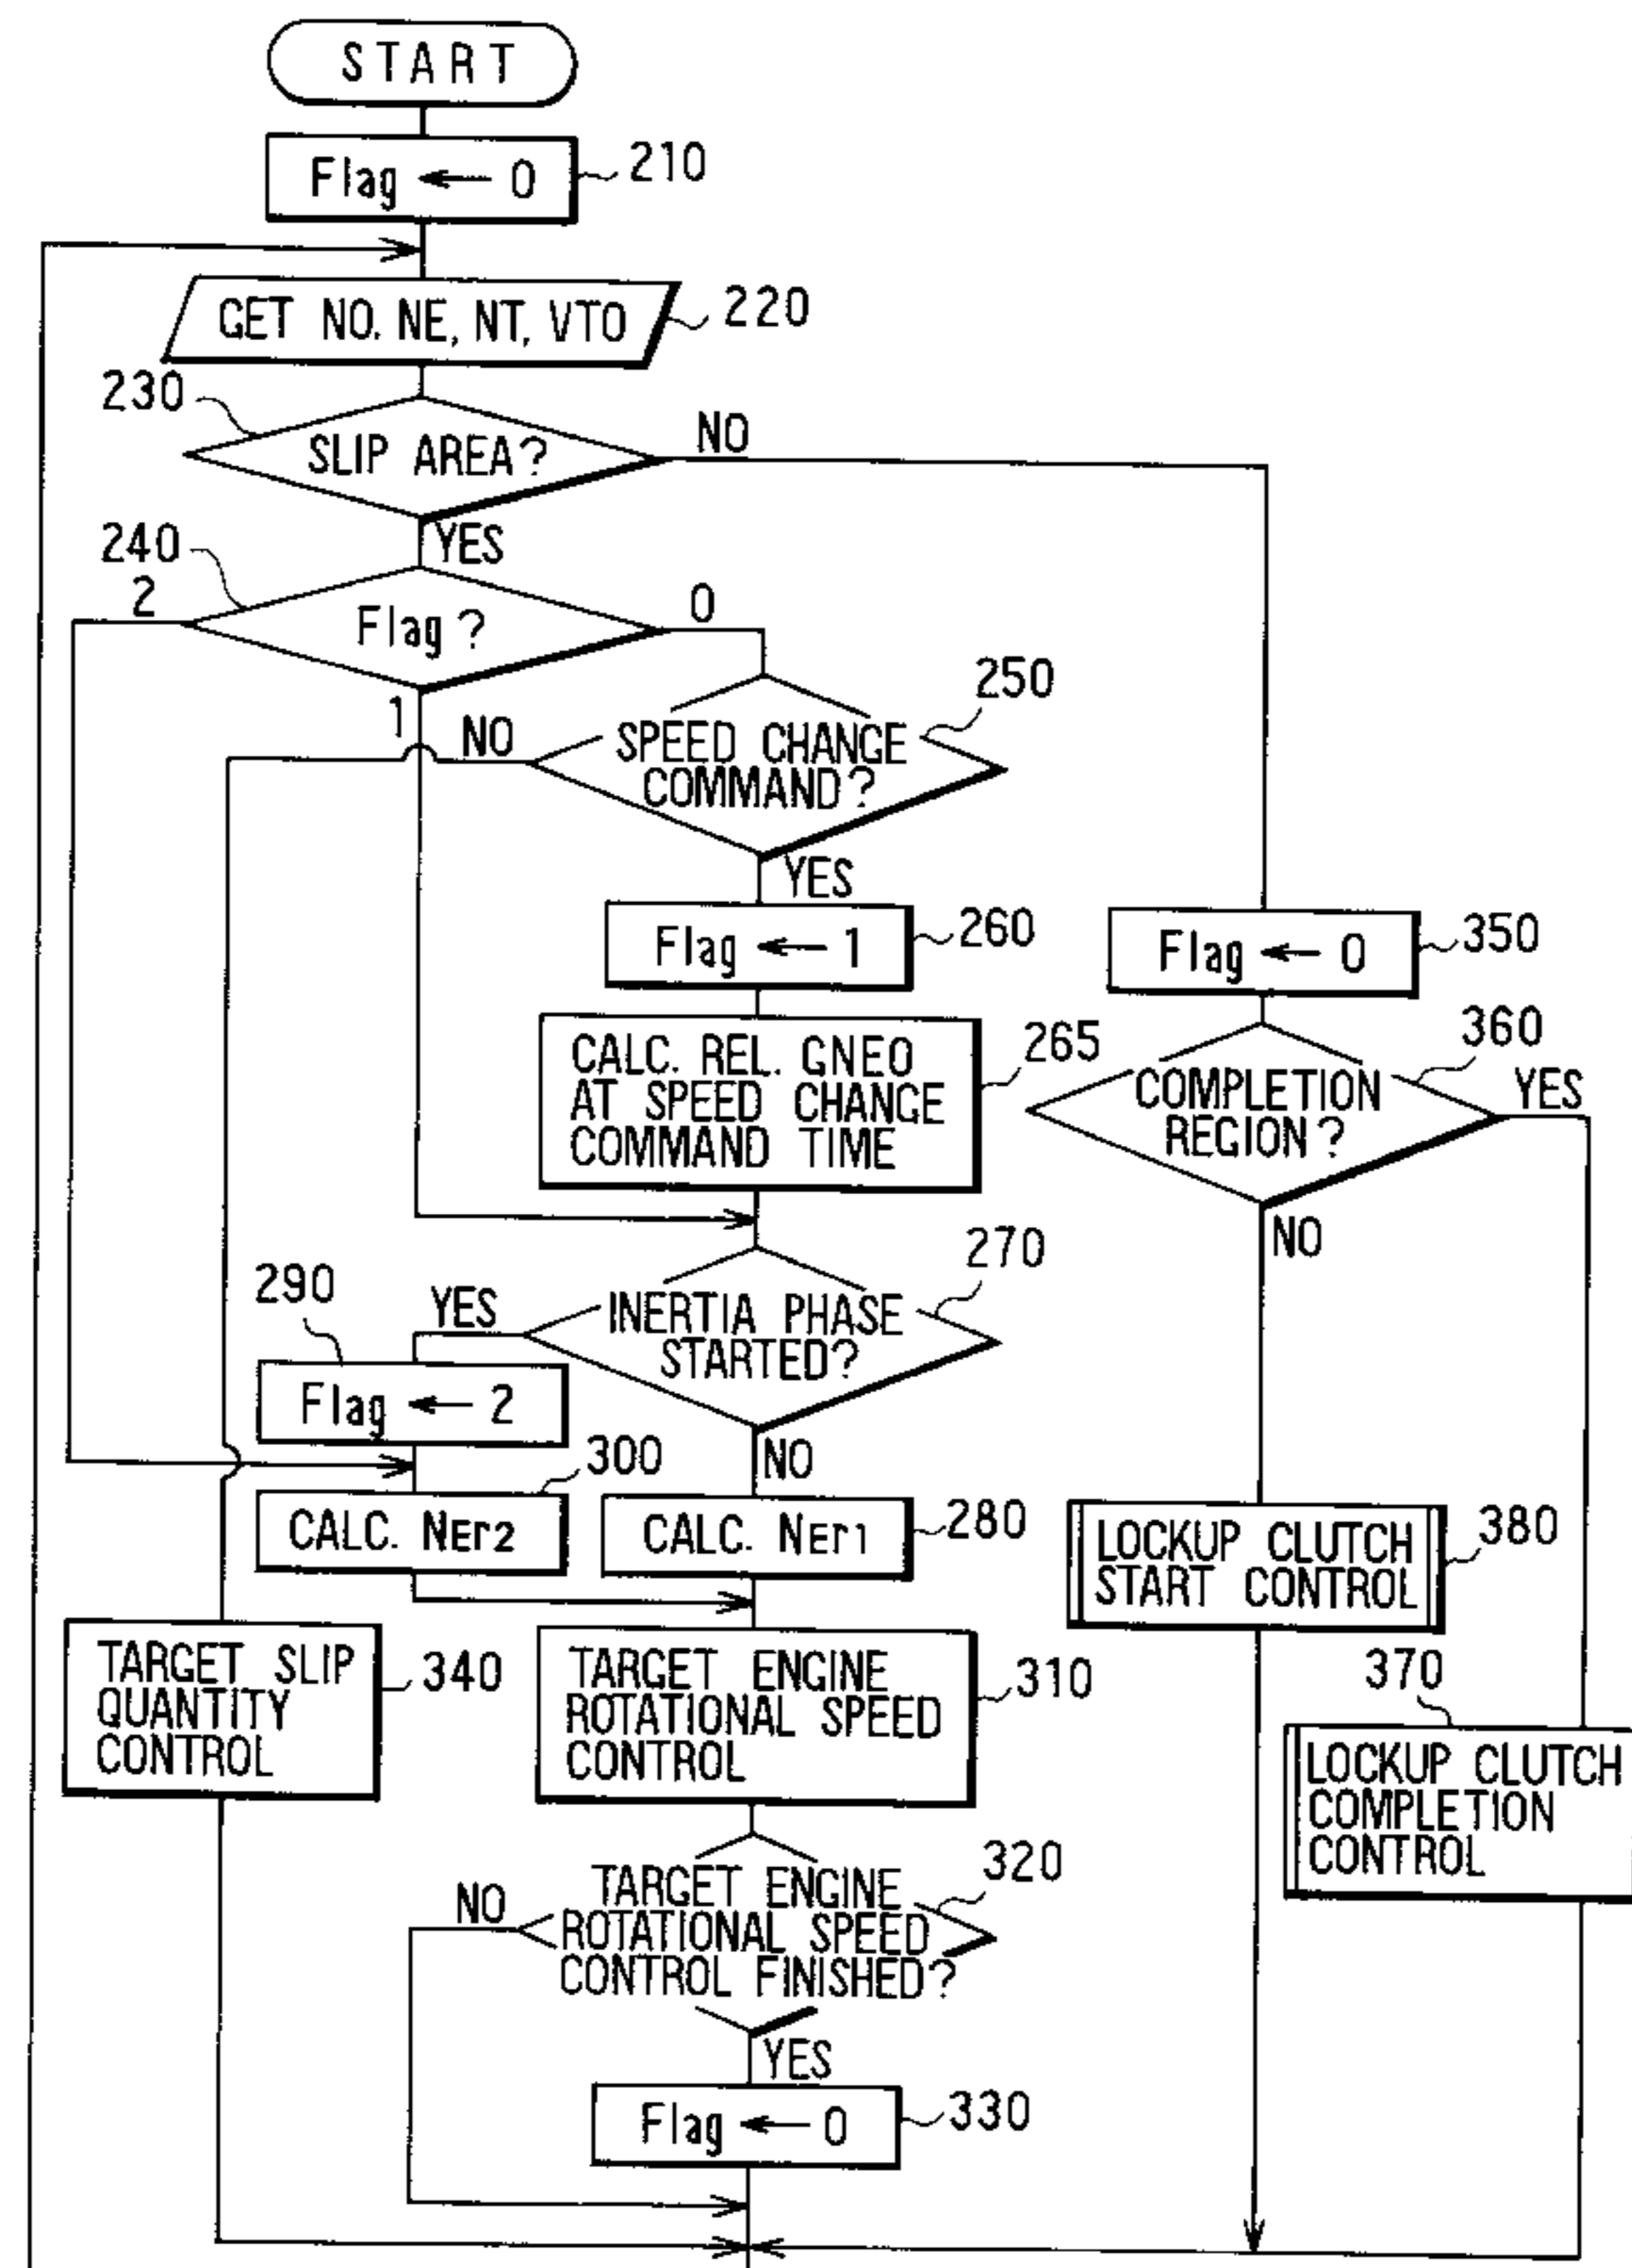 START
Flag ← 0
210
GET NO. NE, NT, VTO
220
230
SLIP AREA?
NO
YES
240
2
Flag ?
0
1
250
NO
SPEED CHANGE
COMMAND?
YES
Flag ← 1
260
Flag ← 0
350
CALC. REL. GNEO
AT SPEED CHANGE
COMMAND TIME
265
360
COMPLETION
REGION?
YES
NO
270
290
YES
INERTIA PHASE
STARTED?
Flag ← 2
NO
300
CALC. NEr2
CALC. NEr1
280
LOCKUP CLUTCH
START CONTROL
380
TARGET SLIP
QUANTITY
CONTROL
340
TARGET ENGINE
ROTATIONAL SPEED
CONTROL
310
370
LOCKUP CLUTCH
COMPLETION
CONTROL
320
NO
TARGET ENGINE
ROTATIONAL SPEED
CONTROL FINISHED?
YES
Flag ← 0
330